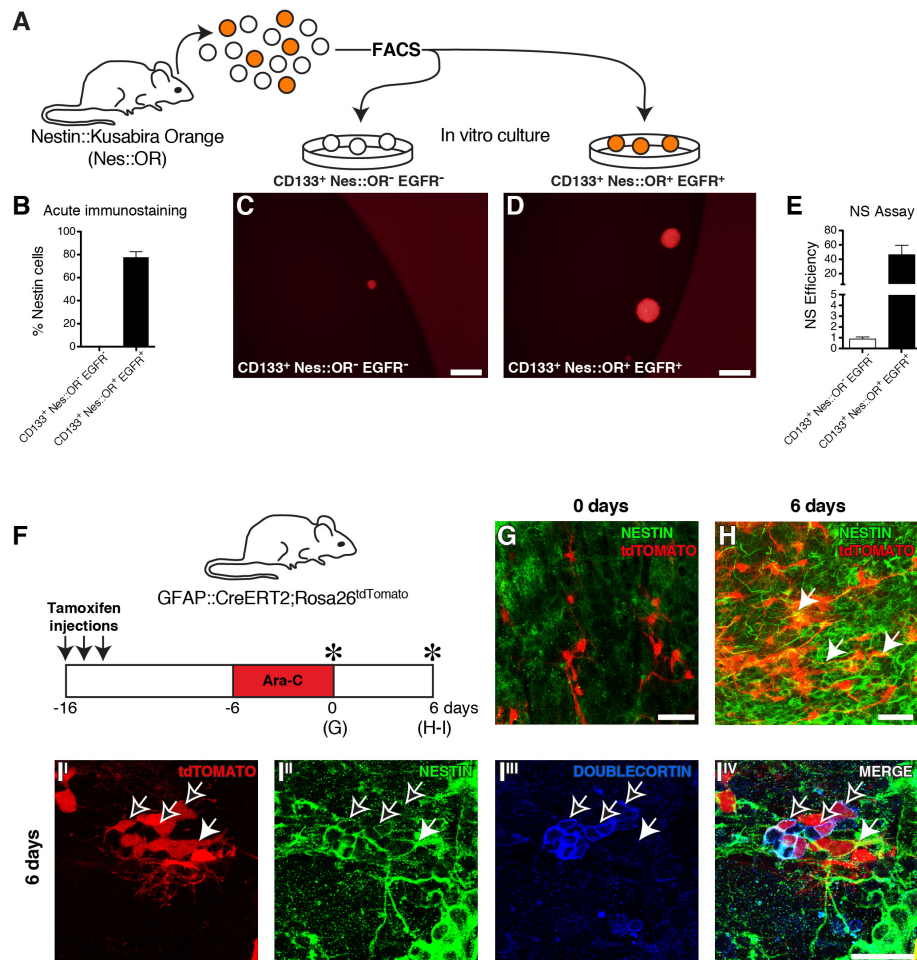 A
FACS
Nestin::Kusabira Orange
(Nes::OR)
In vitro culture
CD133⁺ Nes::OR⁻ EGFR⁻
CD133⁺ Nes::OR⁺ EGFR⁺
B
Acute immunostaining
% Nestin cells
100
80
60
40
20
0
CD133⁺ Nes::OR⁻ EGFR⁻
CD133⁺ Nes::OR⁺ EGFR⁺
C
CD133⁺ Nes::OR⁻ EGFR⁻
D
CD133⁺ Nes::OR⁺ EGFR⁺
E
NS Assay
NS Efficiency
80
60
40
20
5
4
3
2
1
0
CD133⁺ Nes::OR⁻ EGFR⁻
CD133⁺ Nes::OR⁺ EGFR⁺
F
GFAP::CreERT2;Rosa26ᵗᵈᵀᵒᵐᵃᵗᵒ
Tamoxifen
injections
* *
Ara-C
-16 -6 0 6 days
(G) (H-I)
0 days
6 days
G
NESTIN
tdTOMATO
H
NESTIN
tdTOMATO
6 days
Iᴵ
tdTOMATO
Iᴵᴵ
NESTIN
Iᴵᴵᴵ
DOUBLECORTIN
Iᴵⱽ
MERGE